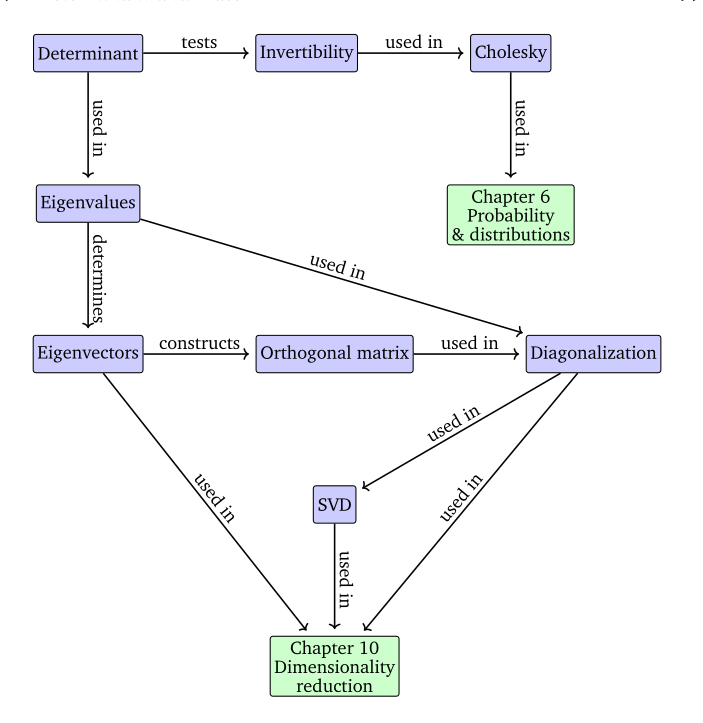 Determinant
tests
Invertibility
used in
Cholesky
used in
used in
Eigenvalues
Chapter 6
Probability
& distributions
determines
used in
Eigenvectors
constructs
Orthogonal matrix
used in
Diagonalization
used in
used in
used in
SVD
used in
Chapter 10
Dimensionality
reduction